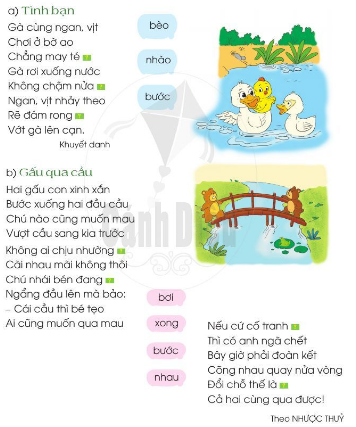 a) Tình bạn
Gà cùng ngan, vịt
Chơi ở bờ ao
Chẳng may té ?
Gà rơi xuống nước
Không chậm nửa ?
Ngan, vịt nhảy theo
Rẽ đám rong ?
Vớt gà lên cạn.
Khuyết danh
bèo
nhào
bước
b) Gấu qua cầu
Hai gấu con xinh xắn
Bước xuống hai đầu cầu
Chú nào cũng muốn mau
Vượt cầu sang kia trước
Không ai chịu nhường ?
Cãi nhau mãi không thôi
Chú nhái bén đang ?
Ngẩng đầu lên mà bảo:
– Cái cầu thì bé tẹo
Ai cũng muốn qua mau
bơi
xong
bước
nhau
Nếu cứ cố tranh ?
Thì có anh ngã chết
Bây giờ phải đoàn kết
Cõng nhau quay nửa vòng
Đổi chỗ thế là ?
Cả hai cùng qua được!
Theo NHƯỢC THUỶ